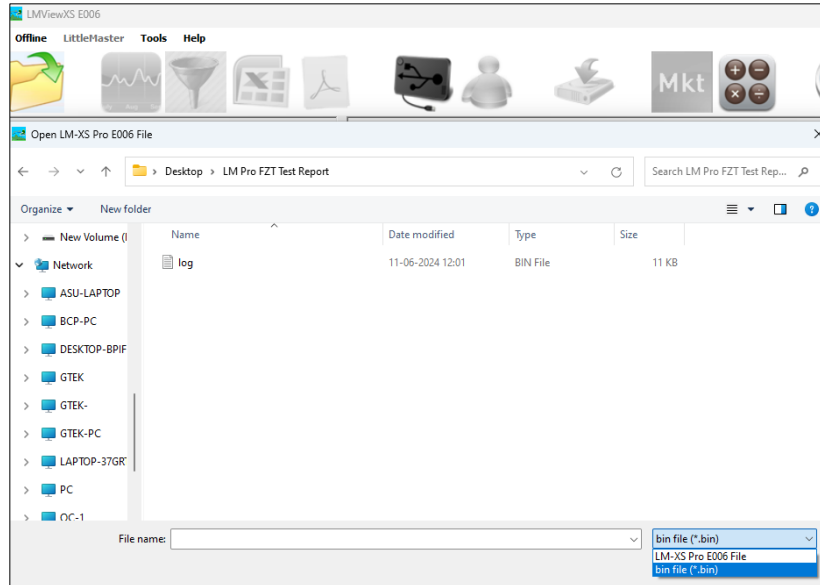 LMViewXS E006
Offline LittleMaster Tools Help
Mkt
Open LM-XS Pro E006 File
Desktop > LM Pro FZT Test Report
Search LM Pro FZT Test Rep...
Organize New folder
Name Date modified Type Size
New Volume (
log 11-06-2024 12:01 BIN File 11 KB
Network
ASU-LAPTOP
BCP-PC
DESKTOP-BPIF
GTEK
GTEK-
GTEK-PC
LAPTOP-37GR
PC
OC-1
File name:
bin file (*.bin)
LM-XS Pro E006 File
bin file (*.bin)